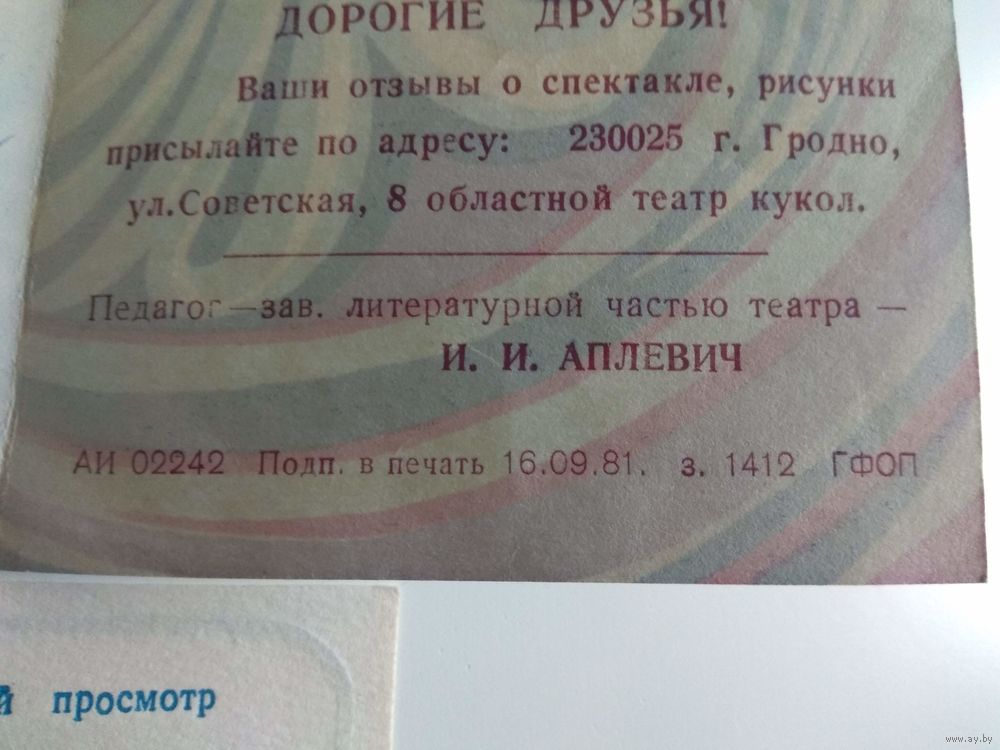 ДОРОГИЕ ДРУЗЬЯ!
Ваши отзывы о спектакле, рисунки
присылайте по адресу: 230025 г. Гродно,
ул.Советская, 8 областной театр кукол.
Педагог—зав. литературной частью театра —
И. И. АПЛЕВИЧ
АИ 02242 Подп. в печать 16.09.81. з. 1412 ГФОП
й просмотр
www.ay.by